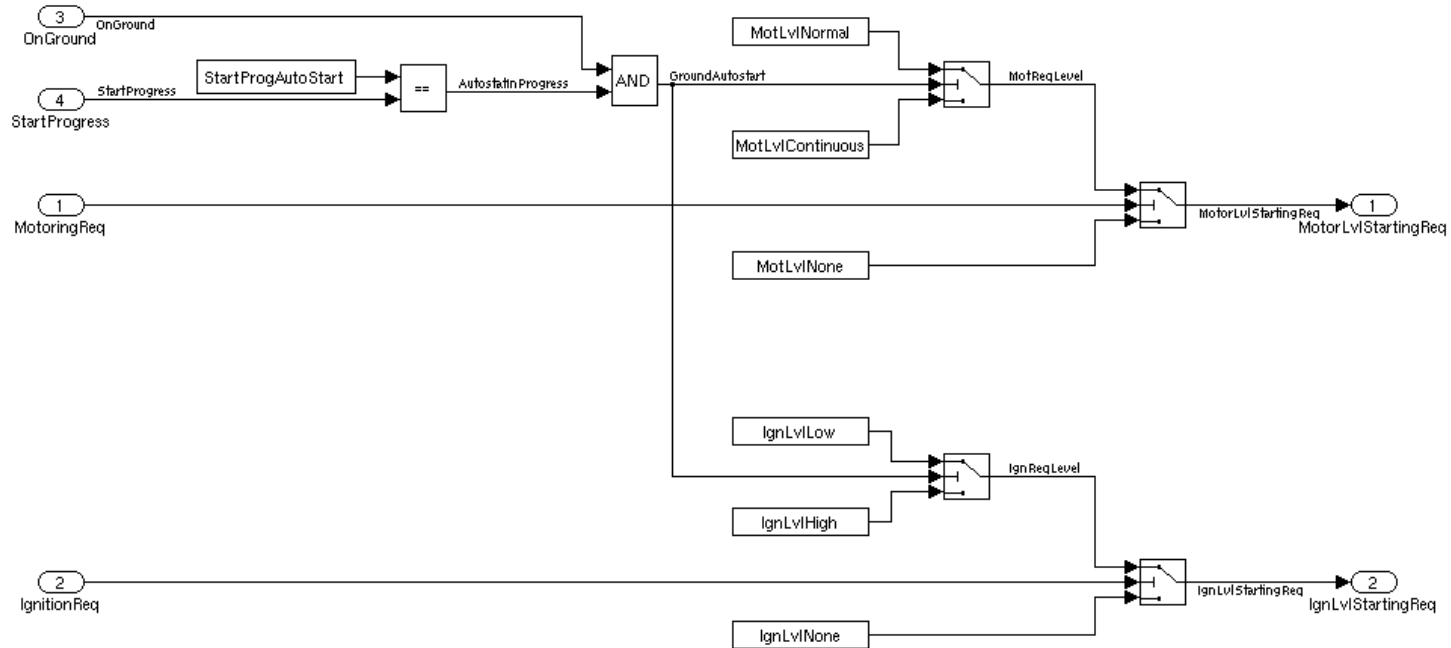 3
OnGround
OnGround
StartProgAutoStart
==
AutostatInProgress
AND
GroundAutostart
MotLvlNormal
MotReqLevel
4
StartProgress
StartProgress
MotLvlContinuous
1
MotoringReq
MotorLvlStartingReq
1
MotorLvlStartingReq
MotLvlNone
IgnLvlLow
IgnReqLevel
IgnLvlHigh
2
IgnitionReq
IgnLvlStartingReq
2
IgnLvlStartingReq
IgnLvlNone